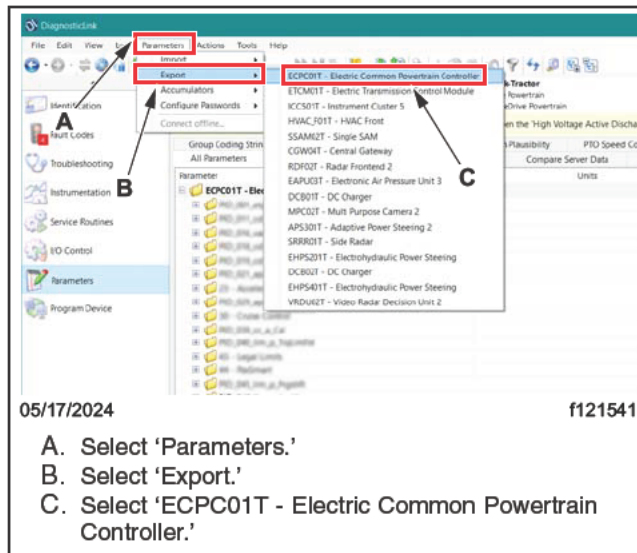 DiagnosticLink
File Edit View Parameters Actions Tools Help
Import
Export
Accumulators
Configure Passwords
Connect offline...
ECPC01T - Electric Common Powertrain Controller
ETCM01T - Electric Transmission Control Module
ICC501T - Instrument Cluster 5
HVAC_F01T - HVAC Front
SSAM02T - Single SAM
CGW04T - Central Gateway
RDF02T - Radar Frontend 2
EAPU03T - Electronic Air Pressure Unit 3
DCB01T - DC Charger
MPC02T - Multi Purpose Camera 2
APS301T - Adaptive Power Steering 2
SRRR01T - Side Radar
EHPS201T - Electrohydraulic Power Steering
DCB02T - DC Charger
EHPS401T - Electrohydraulic Power Steering
VRDU02T - Video Radar Decision Unit 2
Tractor
Powertrain
eDrive Powertrain
en the 'High Voltage Active Discha
Group Coding Strin
Plausibility
PTO Speed Co
All Parameters
Compare Server Data
Parameter
Units
ECPC01T - Elec
Identification
Fault Codes
Troubleshooting
Instrumentation
Service Routines
I/O Control
Parameters
Program Device
A
B
C
05/17/2024 f121541
A. Select ‘Parameters.’
B. Select ‘Export.’
C. Select ‘ECPC01T - Electric Common Powertrain
Controller.’